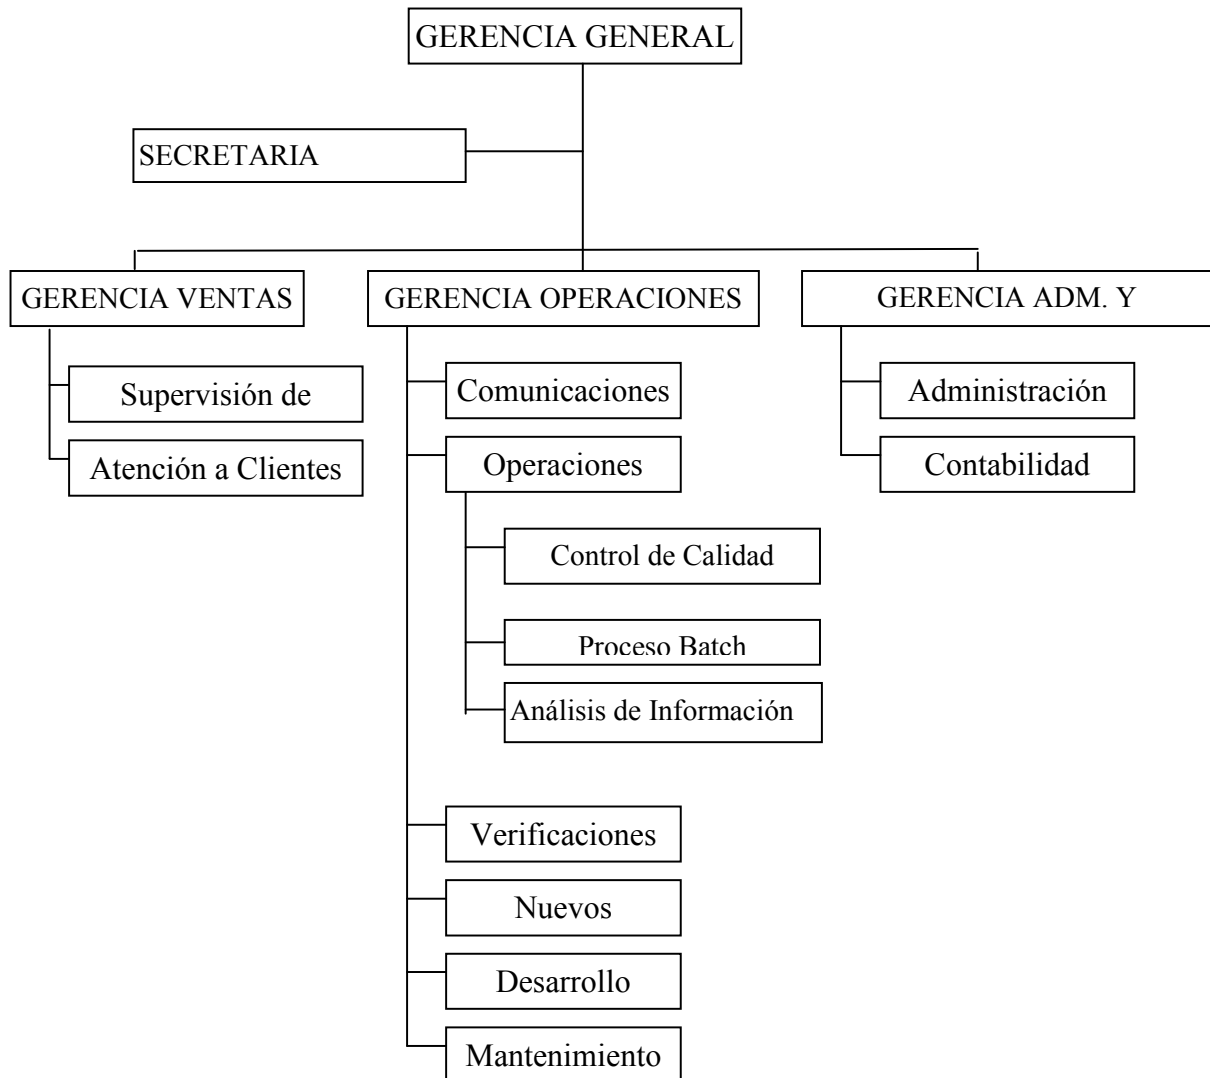 GERENCIA GENERAL
SECRETARIA
GERENCIA VENTAS
GERENCIA OPERACIONES
GERENCIA ADM. Y
Supervisión de
Atención a Clientes
Comunicaciones
Operaciones
Control de Calidad
Proceso Batch
Análisis de Información
Verificaciones
Nuevos
Desarrollo
Mantenimiento
Administración
Contabilidad